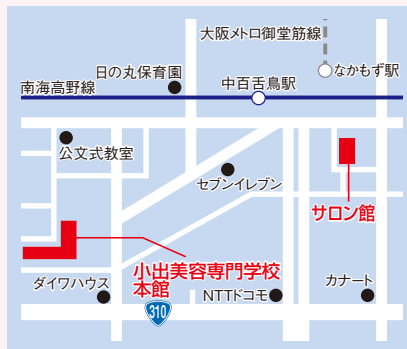 大阪メトロ御堂筋線
なかもず駅
日の丸保育園
中百舌鳥駅
南海高野線
公文式教室
セブンイレブン
サロン館
小出美容専門学校
本館
ダイワハウス
NTTドコモ
カナート
310